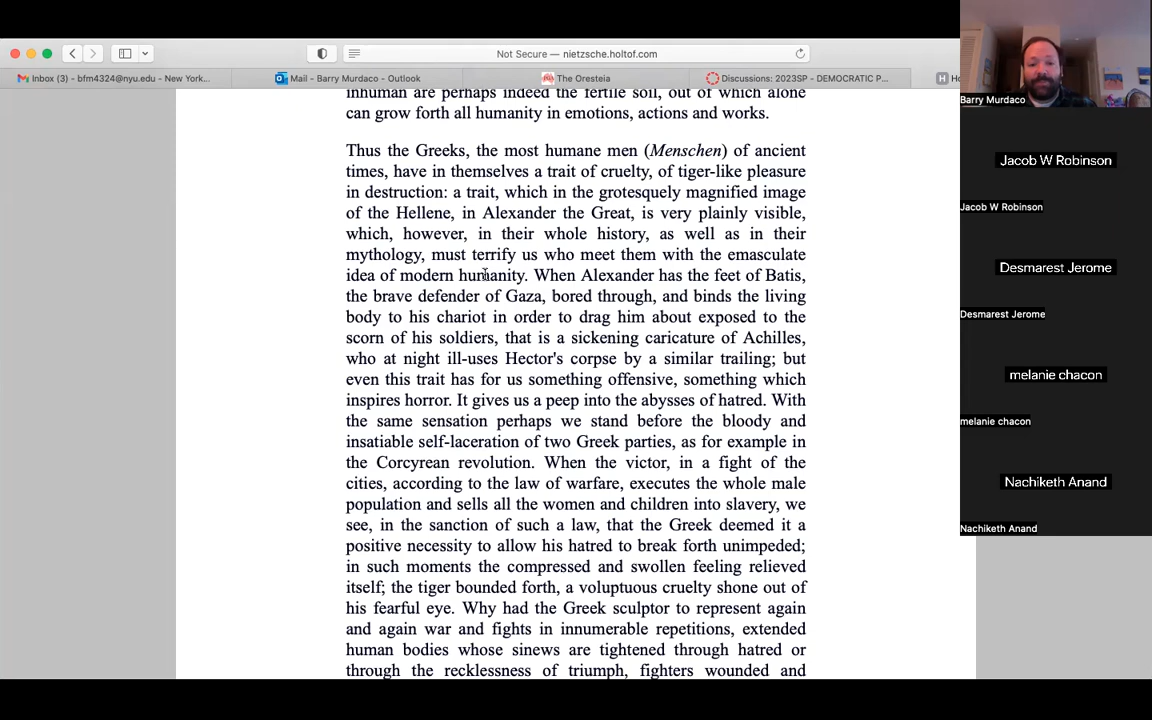 Not Secure — nietzsche.holtof.com
Inbox (3) - bfm4324@nyu.edu - New York...
Mail - Barry Murdaco - Outlook
The Oresteia
Discussions: 2023SP - DEMOCRATIC P...
H Ho
inhuman are perhaps indeed the fertile soil, out of which alone
can grow forth all humanity in emotions, actions and works.
Thus the Greeks, the most humane men (Menschen) of ancient
times, have in themselves a trait of cruelty, of tiger-like pleasure
in destruction: a trait, which in the grotesquely magnified image
of the Hellene, in Alexander the Great, is very plainly visible,
which, however, in their whole history, as well as in their
mythology, must terrify us who meet them with the emasculate
idea of modern humanity. When Alexander has the feet of Batis,
the brave defender of Gaza, bored through, and binds the living
body to his chariot in order to drag him about exposed to the
scorn of his soldiers, that is a sickening caricature of Achilles,
who at night ill-uses Hector's corpse by a similar trailing; but
even this trait has for us something offensive, something which
inspires horror. It gives us a peep into the abysses of hatred. With
the same sensation perhaps we stand before the bloody and
insatiable self-laceration of two Greek parties, as for example in
the Corcyrean revolution. When the victor, in a fight of the
cities, according to the law of warfare, executes the whole male
population and sells all the women and children into slavery, we
see, in the sanction of such a law, that the Greek deemed it a
positive necessity to allow his hatred to break forth unimpeded;
in such moments the compressed and swollen feeling relieved
itself; the tiger bounded forth, a voluptuous cruelty shone out of
his fearful eye. Why had the Greek sculptor to represent again
and again war and fights in innumerable repetitions, extended
human bodies whose sinews are tightened through hatred or
through the recklessness of triumph, fighters wounded and
Barry Murdaco
Jacob W Robinson
Jacob W Robinson
Desmarest Jerome
Desmarest Jerome
melanie chacon
melanie chacon
Nachiketh Anand
Nachiketh Anand